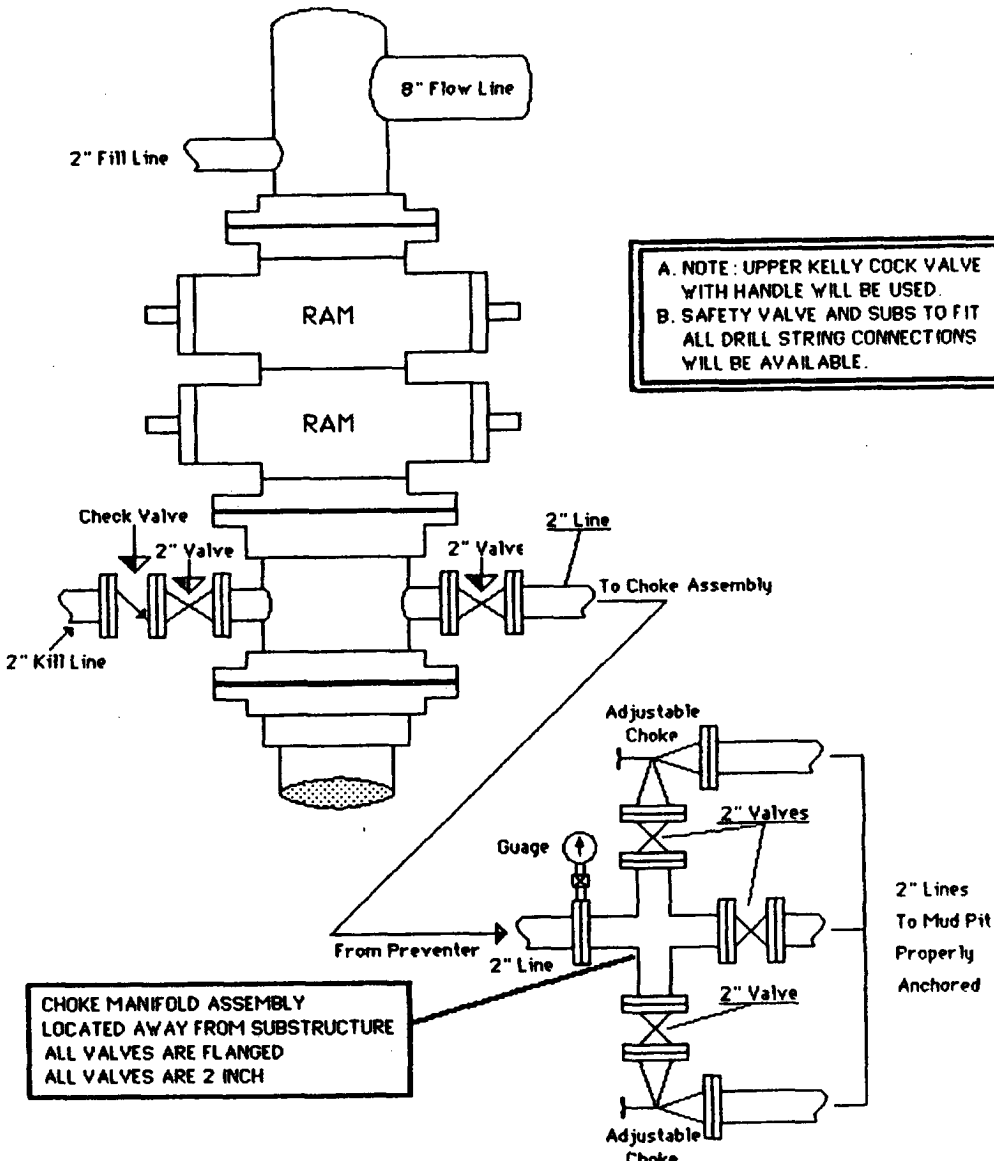 8" Flow Line
2" Fill Line
A. NOTE: UPPER KELLY COCK VALVE
WITH HANDLE WILL BE USED.
B. SAFETY VALVE AND SUBS TO FIT
ALL DRILL STRING CONNECTIONS
WILL BE AVAILABLE.
RAM
RAM
Check Valve
2" Valve
2" Valve
2" Line
To Choke Assembly
2" Kill Line
Adjustable
Choke
2" Valves
Guage
2" Lines
To Mud Pit
Properly
Anchored
From Preventer
2" Line
2" Valve
CHOKE MANIFOLD ASSEMBLY
LOCATED AWAY FROM SUBSTRUCTURE
ALL VALVES ARE FLANGED
ALL VALVES ARE 2 INCH
Adjustable
Choke